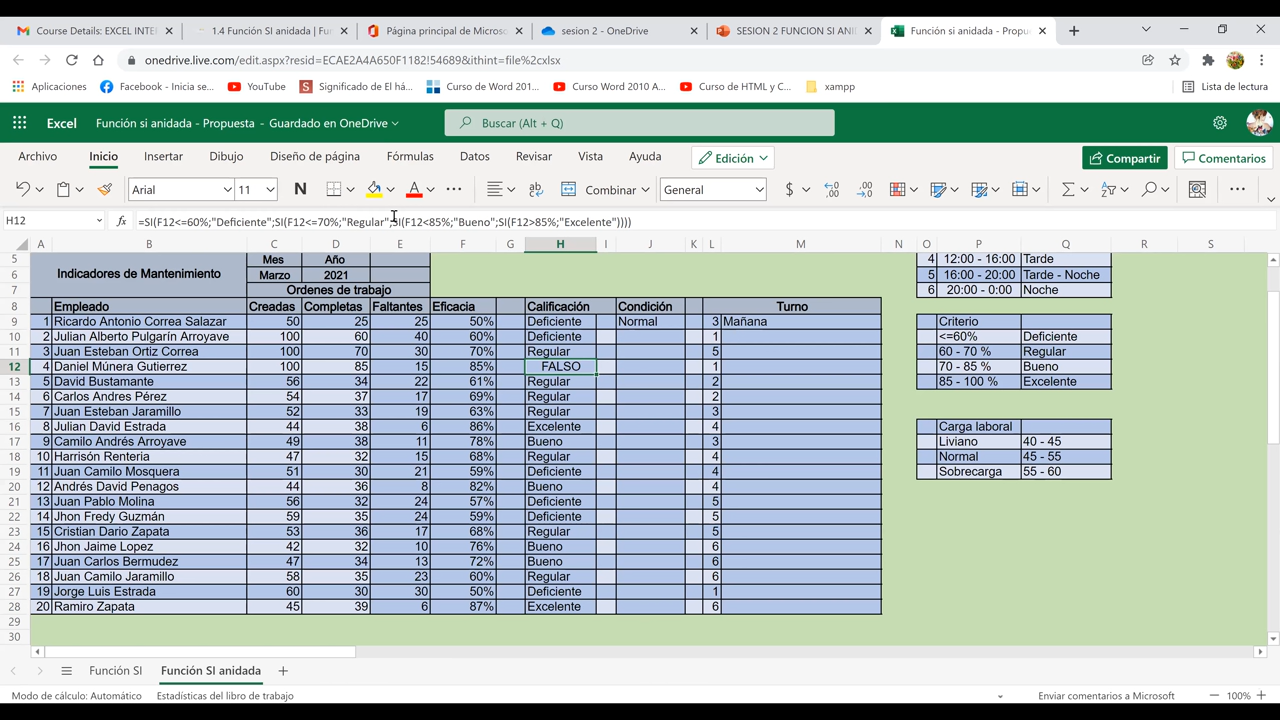 Course Details: EXCEL INTE
1.4 Función SI anidada | Fund
Página principal de Microso
sesion 2 - OneDrive
SESION 2 FUNCION SI ANI
Función si anidada - Propues
onedrive.live.com/edit.aspx?resid=ECAE2A4A650F1182!54689&ithint=file%2cxlsx
Aplicaciones
Facebook - Inicia se...
YouTube
Significado de El há...
Curso Word 201...
Curso Word 2010 A...
Curso de HTML y C...
xampp
Lista de lectura
Excel
Función si anidada - Propuesta - Guardado en OneDrive
Buscar (Alt + Q)
Archivo
Inicio
Insertar
Dibujo
Diseño de página
Fórmulas
Datos
Revisar
Vista
Ayuda
Edición
Compartir
Comentarios
Arial
11
N
A
...
ab
Combinar
General
$
H12
fx
=SI(F12<=60%;"Deficiente";SI(F12<=70%;"Regular";SI(F12<85%;"Bueno";SI(F12>85%;"Excelente"))))
A B C D E F G H I J K L M N O P Q R S
5 Mes Año 4 12:00 - 16:00 Tarde
6 Indicadores de Mantenimiento Marzo 2021 5 16:00 - 20:00 Tarde - Noche
7 Ordenes de trabajo 6 20:00 - 0:00 Noche
8 Empleado Creadas Completas Faltantes Eficacia Calificación Condición Turno
9 1 Ricardo Antonio Correa Salazar 50 25 25 50% Deficiente Normal 3 Mañana Criterio
10 2 Julian Alberto Pulgarín Arroyave 100 60 40 60% Deficiente 1 <=60% Deficiente
11 3 Juan Esteban Ortiz Correa 100 70 30 70% Regular 5 60 - 70 % Regular
12 4 Daniel Múnera Gutierrez 100 85 15 85% FALSO 1 70 - 85 % Bueno
13 5 David Bustamante 56 34 22 61% Regular 2 85 - 100 % Excelente
14 6 Carlos Andres Pérez 54 37 17 69% Regular 2
15 7 Juan Esteban Jaramillo 52 33 19 63% Regular 3
16 8 Julian David Estrada 44 38 6 86% Excelente 4 Carga laboral
17 9 Camilo Andrés Arroyave 49 38 11 78% Bueno 3 Liviano 40 - 45
18 10 Harrisón Renteria 47 32 15 68% Regular 4 Normal 45 - 55
19 11 Juan Camilo Mosquera 51 30 21 59% Deficiente 4 Sobrecarga 55 - 60
20 12 Andrés David Penagos 44 36 8 82% Bueno 4
21 13 Juan Pablo Molina 56 32 24 57% Deficiente 5
22 14 Jhon Fredy Guzmán 59 35 24 59% Deficiente 5
23 15 Cristian Dario Zapata 53 36 17 68% Regular 5
24 16 Jhon Jaime Lopez 42 32 10 76% Bueno 6
25 17 Juan Carlos Bermudez 47 34 13 72% Bueno 6
26 18 Juan Camilo Jaramillo 58 35 23 60% Regular 6
27 19 Jorge Luis Estrada 60 30 30 50% Deficiente 1
28 20 Ramiro Zapata 45 39 6 87% Excelente 6
29
30
Función SI
Función SI anidada
Modo de cálculo: Automático
Estadísticas del libro de trabajo
Enviar comentarios a Microsoft
100%